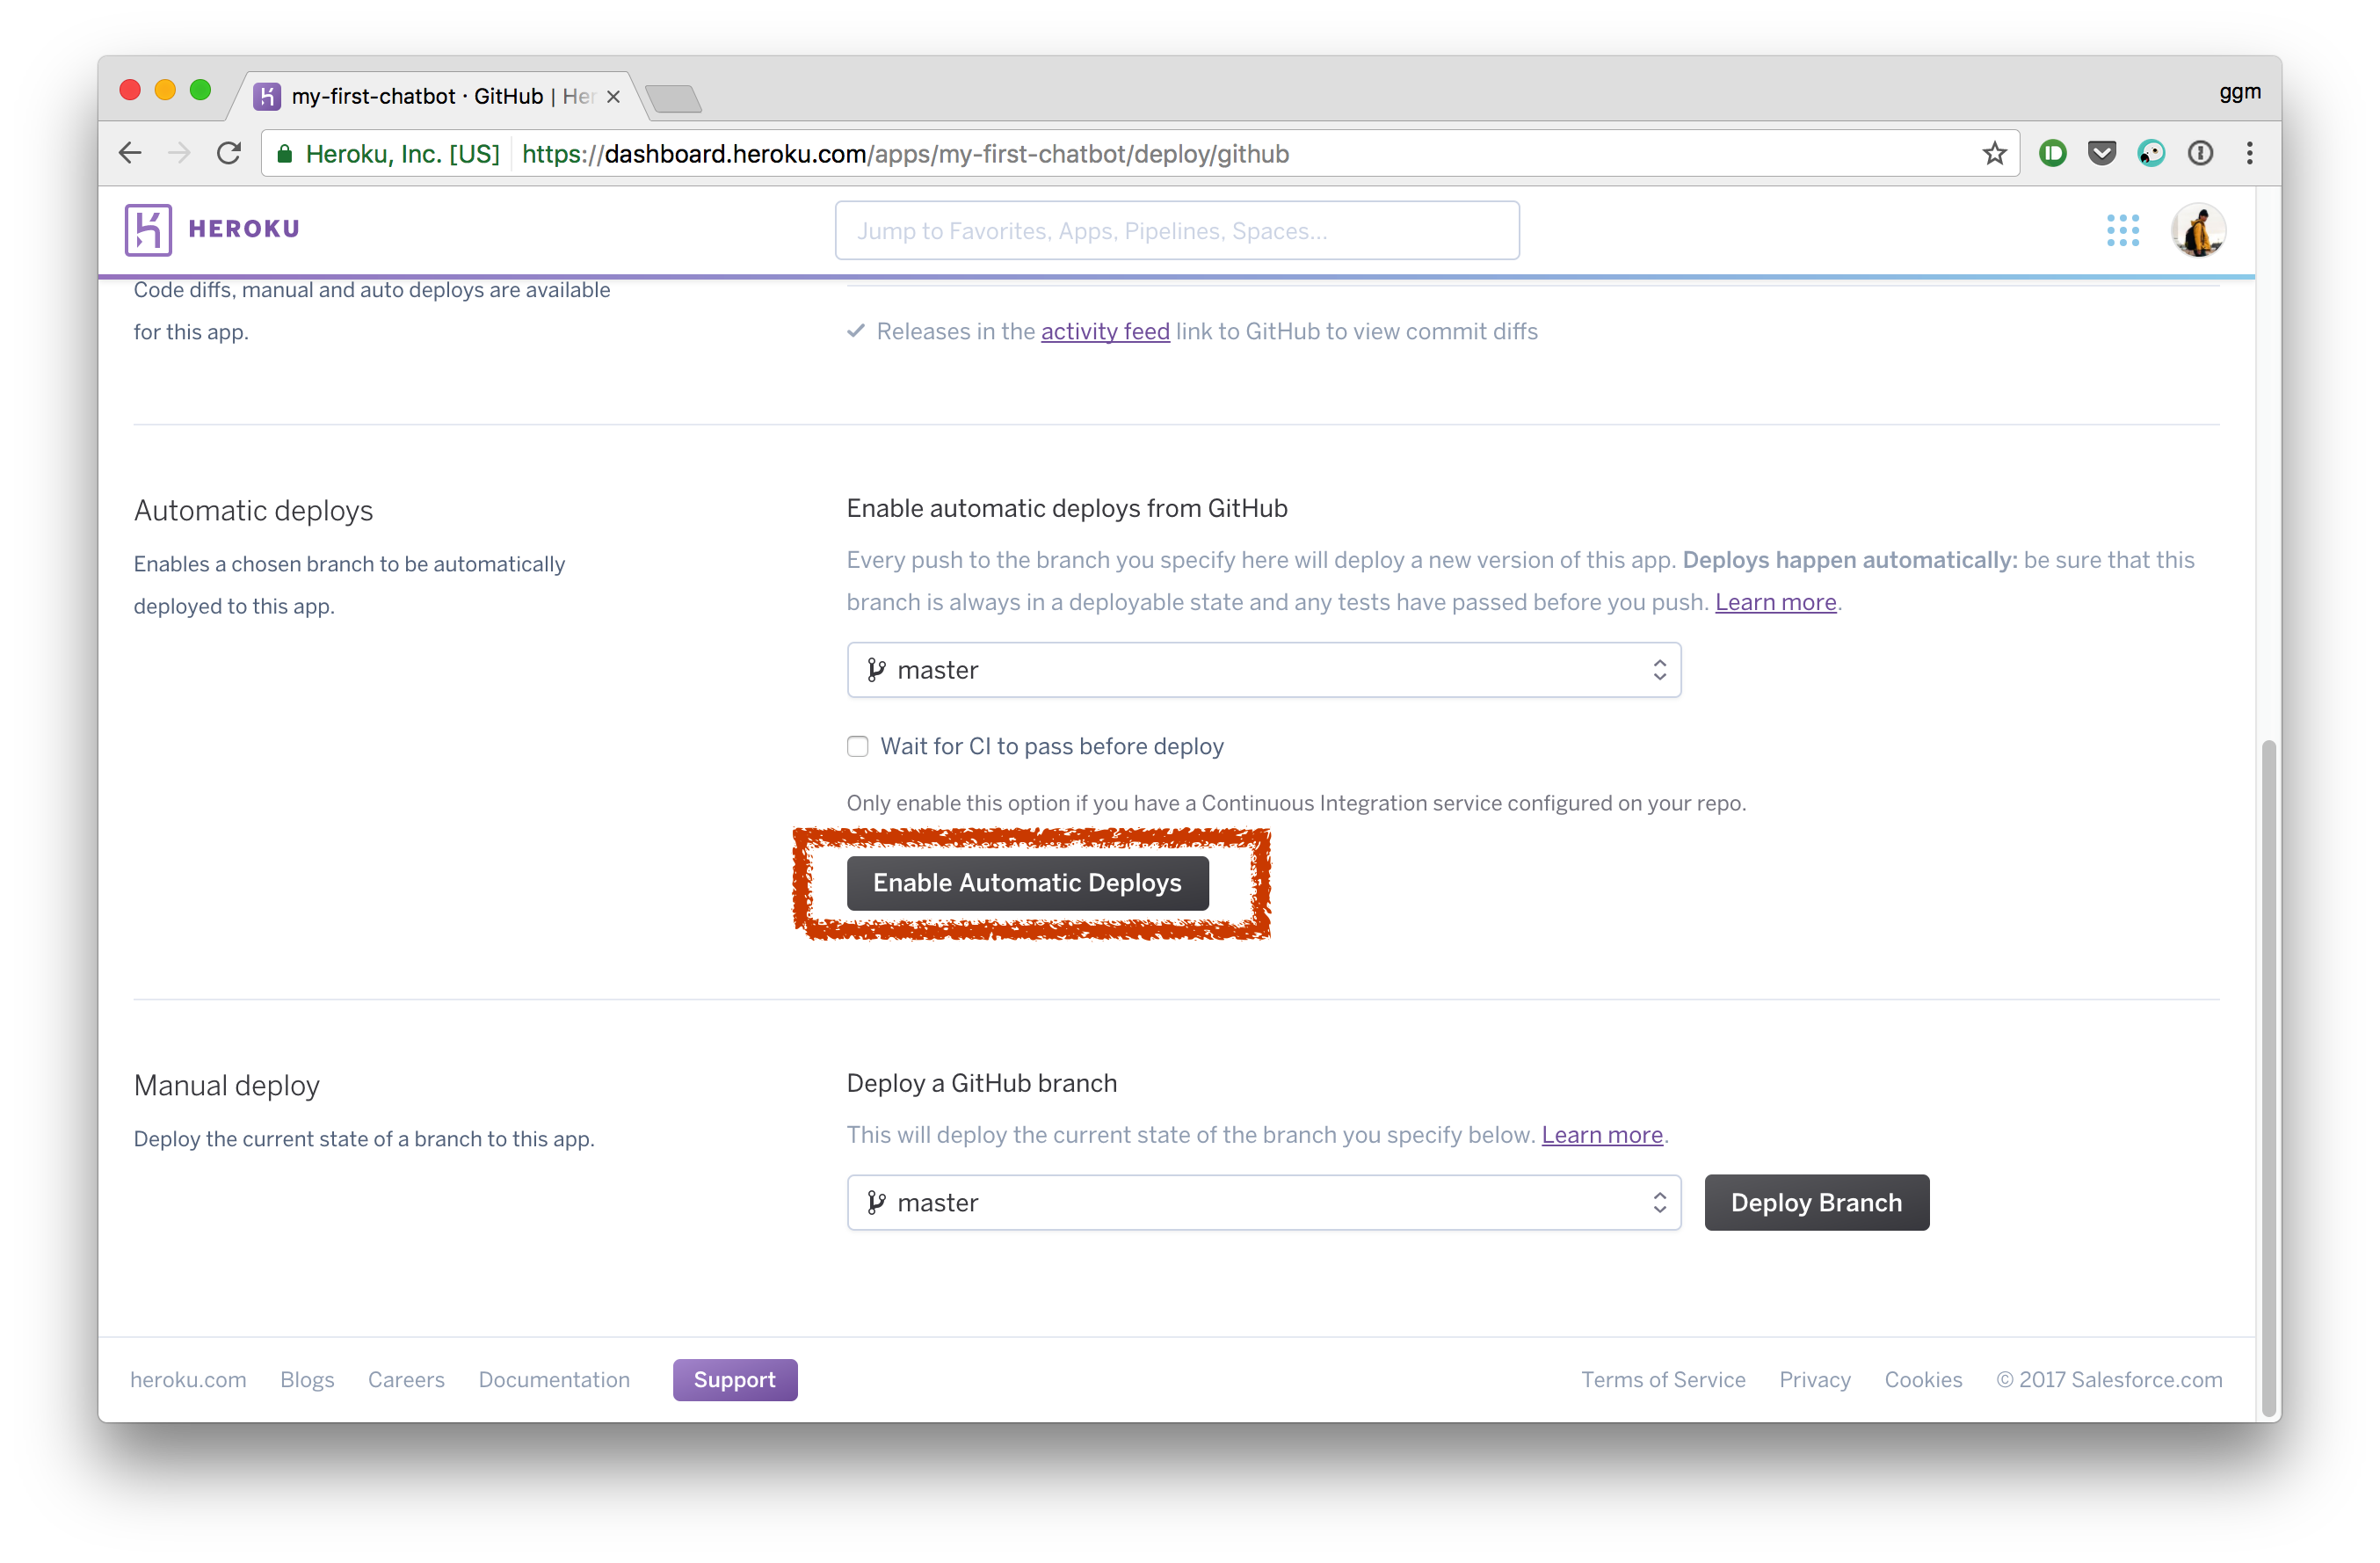 my-first-chatbot · GitHub | Her
ggm
Heroku, Inc. [US] https://dashboard.heroku.com/apps/my-first-chatbot/deploy/github
HEROKU
Jump to Favorites, Apps, Pipelines, Spaces...
Code diffs, manual and auto deploys are available
for this app.
Releases in the activity feed link to GitHub to view commit diffs
Automatic deploys
Enables a chosen branch to be automatically
deployed to this app.
Enable automatic deploys from GitHub
Every push to the branch you specify here will deploy a new version of this app. Deploys happen automatically: be sure that this
branch is always in a deployable state and any tests have passed before you push. Learn more.
master
Wait for CI to pass before deploy
Only enable this option if you have a Continuous Integration service configured on your repo.
Enable Automatic Deploys
Manual deploy
Deploy the current state of a branch to this app.
Deploy a GitHub branch
This will deploy the current state of the branch you specify below. Learn more.
master
Deploy Branch
heroku.com Blogs Careers Documentation Support Terms of Service Privacy Cookies © 2017 Salesforce.com